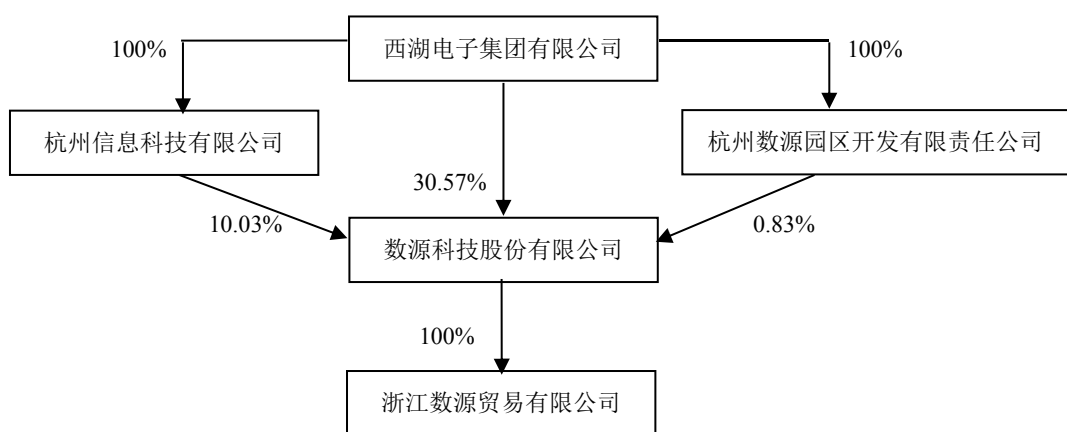 100%
西湖电子集团有限公司
100%
杭州信息科技有限公司
杭州数源园区开发有限责任公司
30.57%
10.03%
0.83%
数源科技股份有限公司
100%
浙江数源贸易有限公司